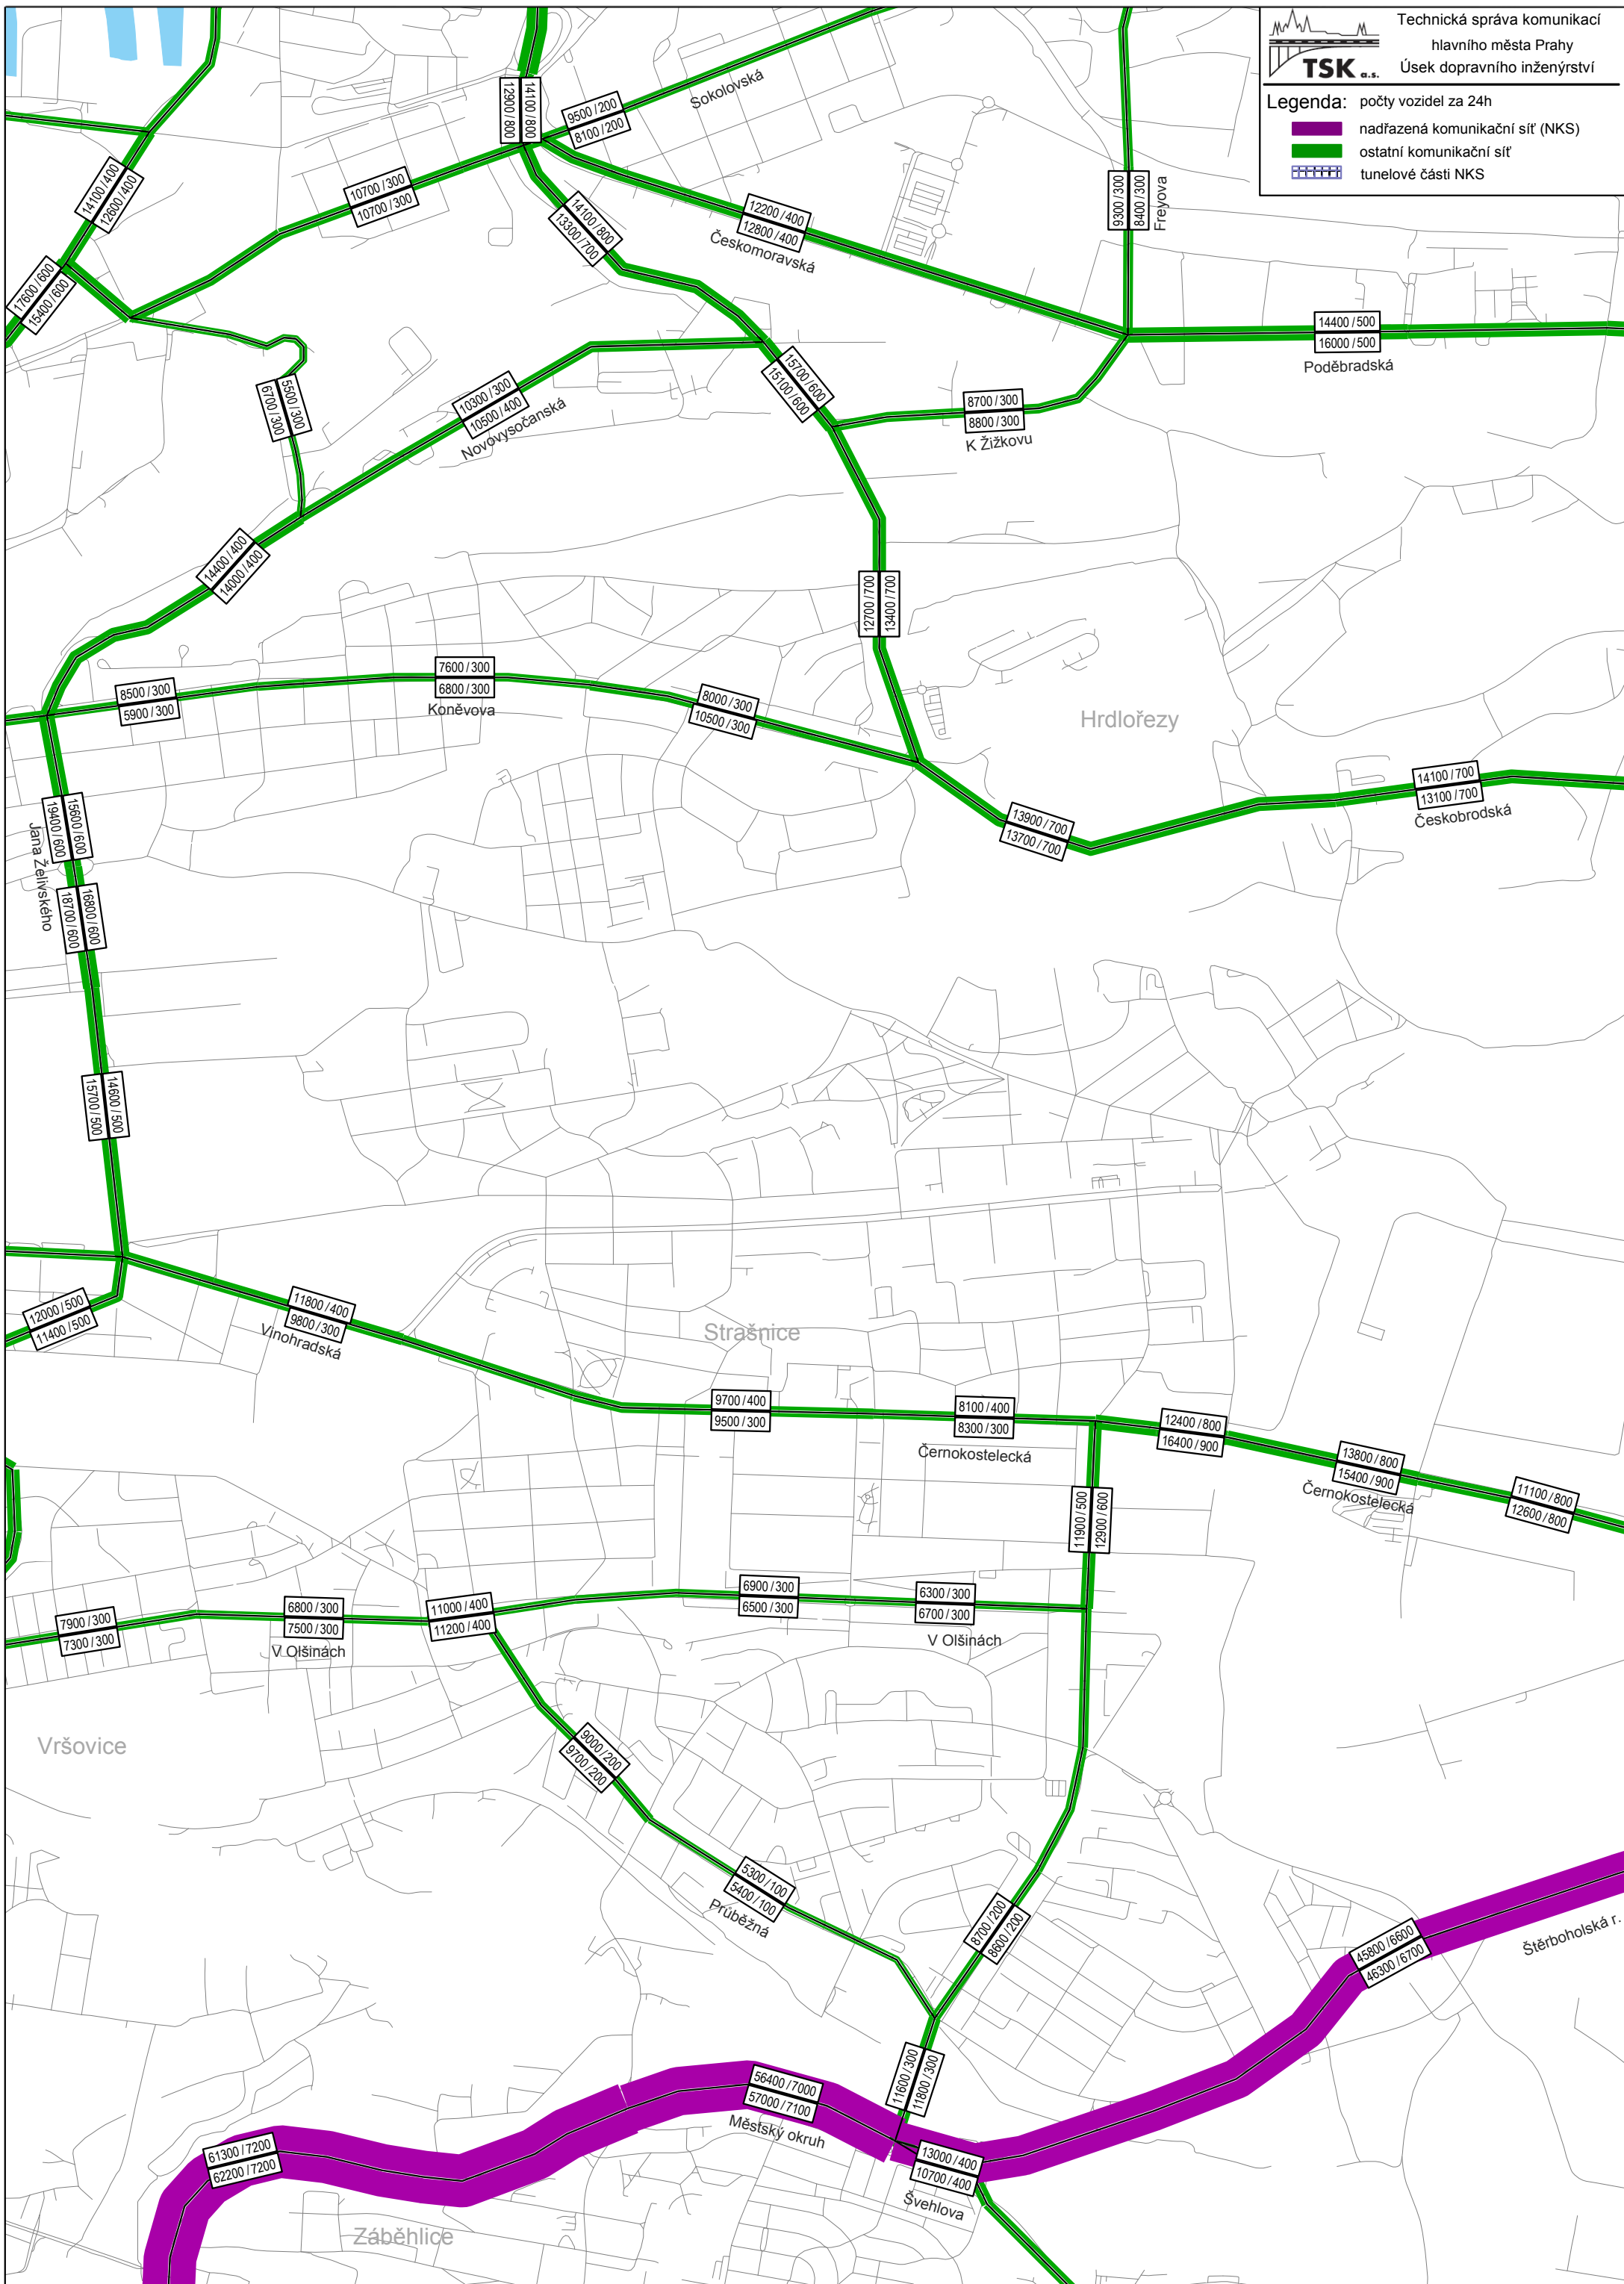 Technická správa komunikací
hlavního města Prahy
Úsek dopravního inženýrství
TSK a.s.
Legenda: počty vozidel za 24h
nadřazená komunikační síť (NKS)
ostatní komunikační síť
tunelové části NKS
12900/800
14100/800
9500/200
8100/200
Sokolovská
14100/400
12600/400
10700/300
10700/300
14100/800
13300/700
12200/400
12800/400
Českomoravská
9300/300
8400/300
Freyova
17600/600
15400/600
14400/500
16000/500
Poděbradská
5500/300
6700/300
10300/300
10500/400
Novovysočanská
15700/600
15100/600
8700/300
8800/300
K Žižkovu
14400/400
14000/400
12700/700
13400/700
8500/300
5900/300
7600/300
6800/300
Koněvova
8000/300
10500/300
Hrdlořezy
14100/700
13100/700
Českobrodská
13900/700
13700/700
15600/600
19400/600
Jana Želivského
16800/600
18700/600
14600/500
15700/500
12000/500
11400/500
11800/400
9800/300
Vinohradská
Strašnice
9700/400
9500/300
8100/400
8300/300
Černokostelecká
12400/800
16400/900
13800/800
15400/900
Černokostelecká
11100/800
12600/800
11900/500
12900/600
7900/300
7300/300
6800/300
7500/300
V Olšinách
11000/400
11200/400
6900/300
6500/300
6300/300
6700/300
V Olšinách
Vršovice
9000/200
9700/200
5300/100
5400/100
Průběžná
8700/200
8600/200
45800/6600
46300/6700
Štěrboholská r.
11600/300
11800/300
56400/7000
57000/7100
Městský okruh
61300/7200
62200/7200
13000/400
10700/400
Švehlova
Záběhlice